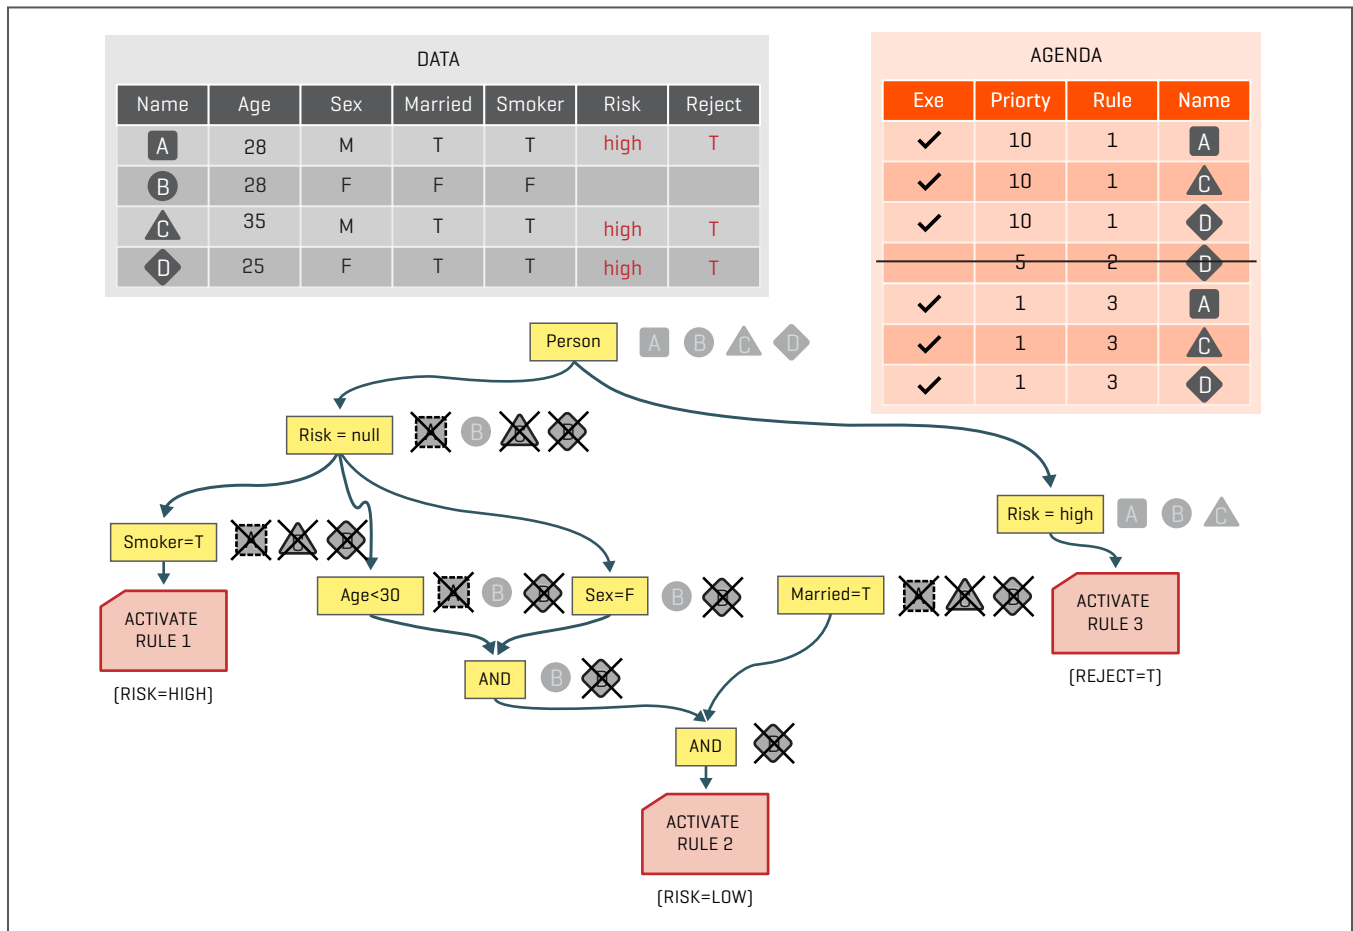 DATA
Name Age Sex Married Smoker Risk Reject
A 28 M T T high T
B 28 F F F
C 35 M T T high T
D 25 F T T high T
AGENDA
Exe Priorty Rule Name
10 1 A
10 1 C
10 1 D
5 2 D
1 3 A
1 3 C
1 3 D
Person A B C D
Risk = null A B C D
Smoker=T A C D
Risk = high A B C
Age<30 A B D
Sex=F B D
Married=T A C D
ACTIVATE
RULE 1
(RISK=HIGH)
ACTIVATE
RULE 3
(REJECT=T)
AND B D
AND D
ACTIVATE
RULE 2
(RISK=LOW)